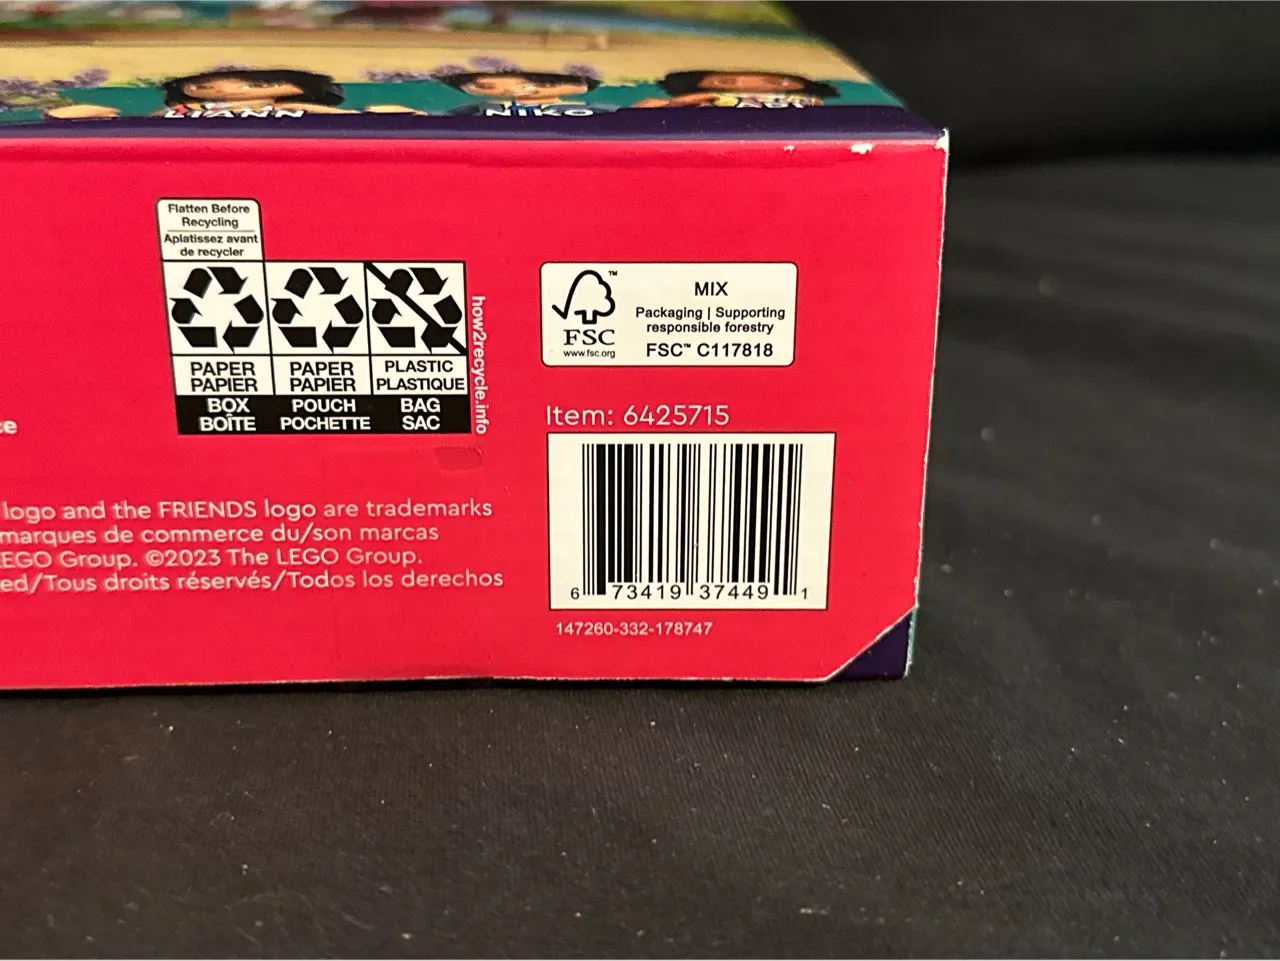 LIANN
NIKO
Flatten Before
Recycling
Aplatissez avant
de recycler
PAPER
PAPIER
BOX
BOÎTE
PAPER
PAPIER
POUCH
POCHETTE
PLASTIC
PLASTIQUE
BAG
SAC
how2recycle.info
FSC™
www.fsc.org
MIX
Packaging | Supporting
responsible forestry
FSC™ C117818
Item: 6425715
6 73419 37449 1
147260-332-178747
logo and the FRIENDS logo are trademarks
marques de commerce du/son marcas
LEGO Group. ©2023 The LEGO Group.
ed/Tous droits réservés/Todos los derechos